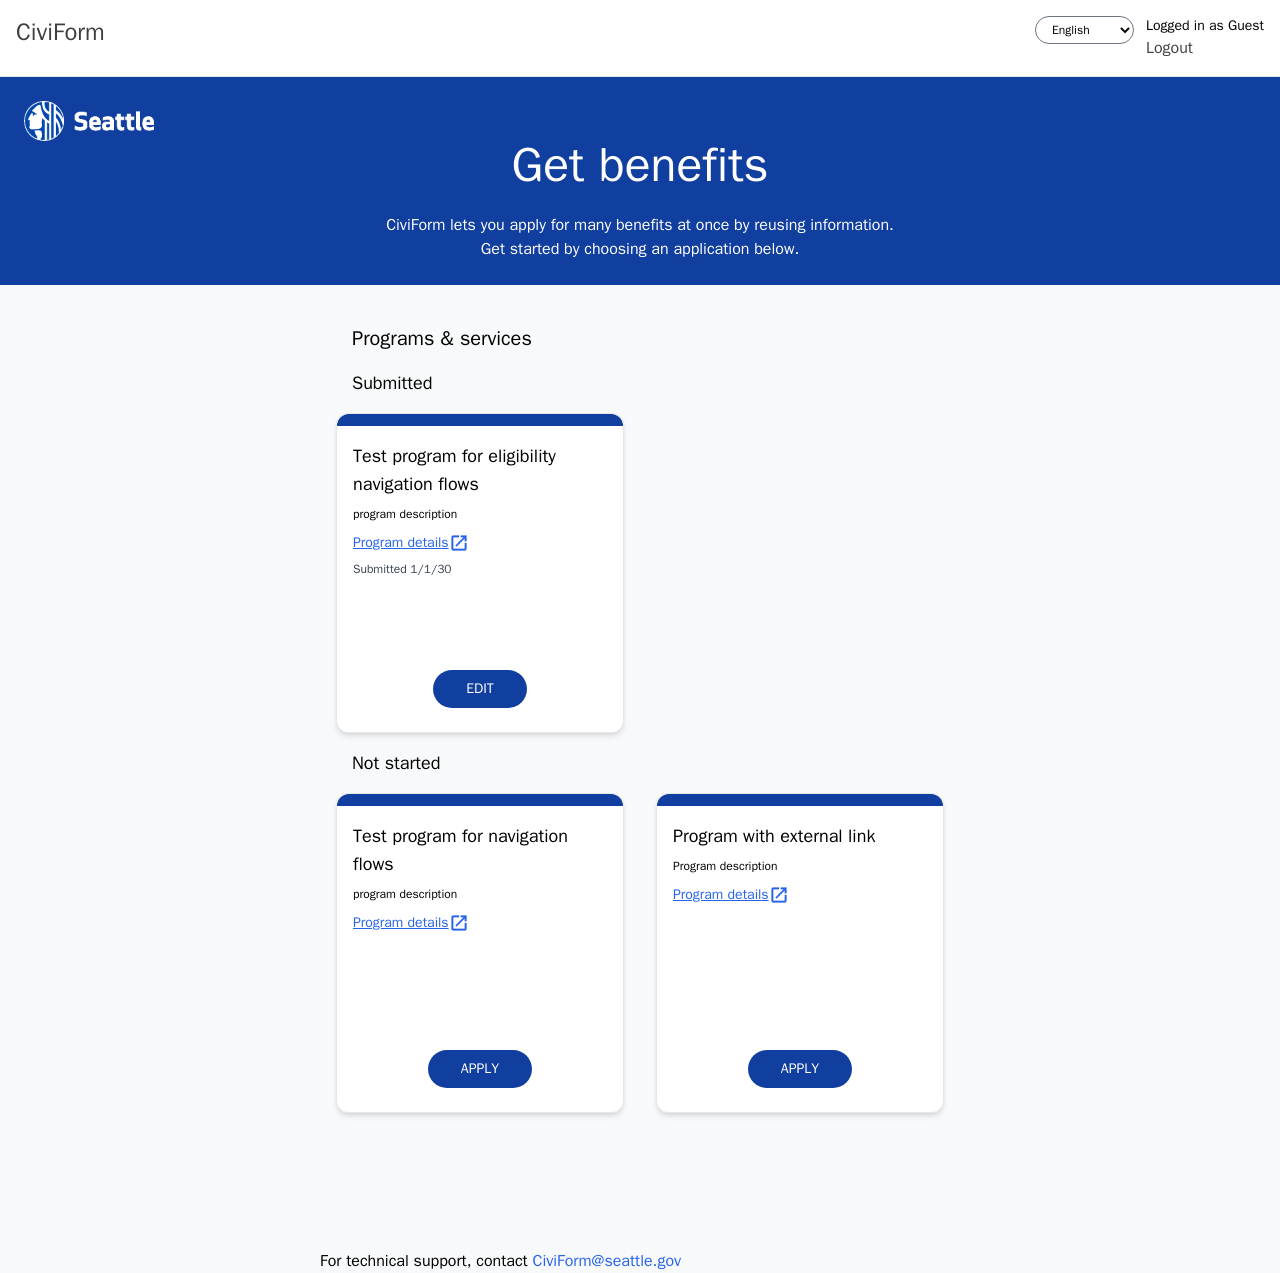 CiviForm
English
Logged in as Guest
Logout
Seattle
Get benefits
CiviForm lets you apply for many benefits at once by reusing information.
Get started by choosing an application below.
Programs & services
Submitted
Test program for eligibility
navigation flows
program description
Program details
Submitted 1/1/30
EDIT
Not started
Test program for navigation
flows
program description
Program details
APPLY
Program with external link
Program description
Program details
APPLY
For technical support, contact CiviForm@seattle.gov